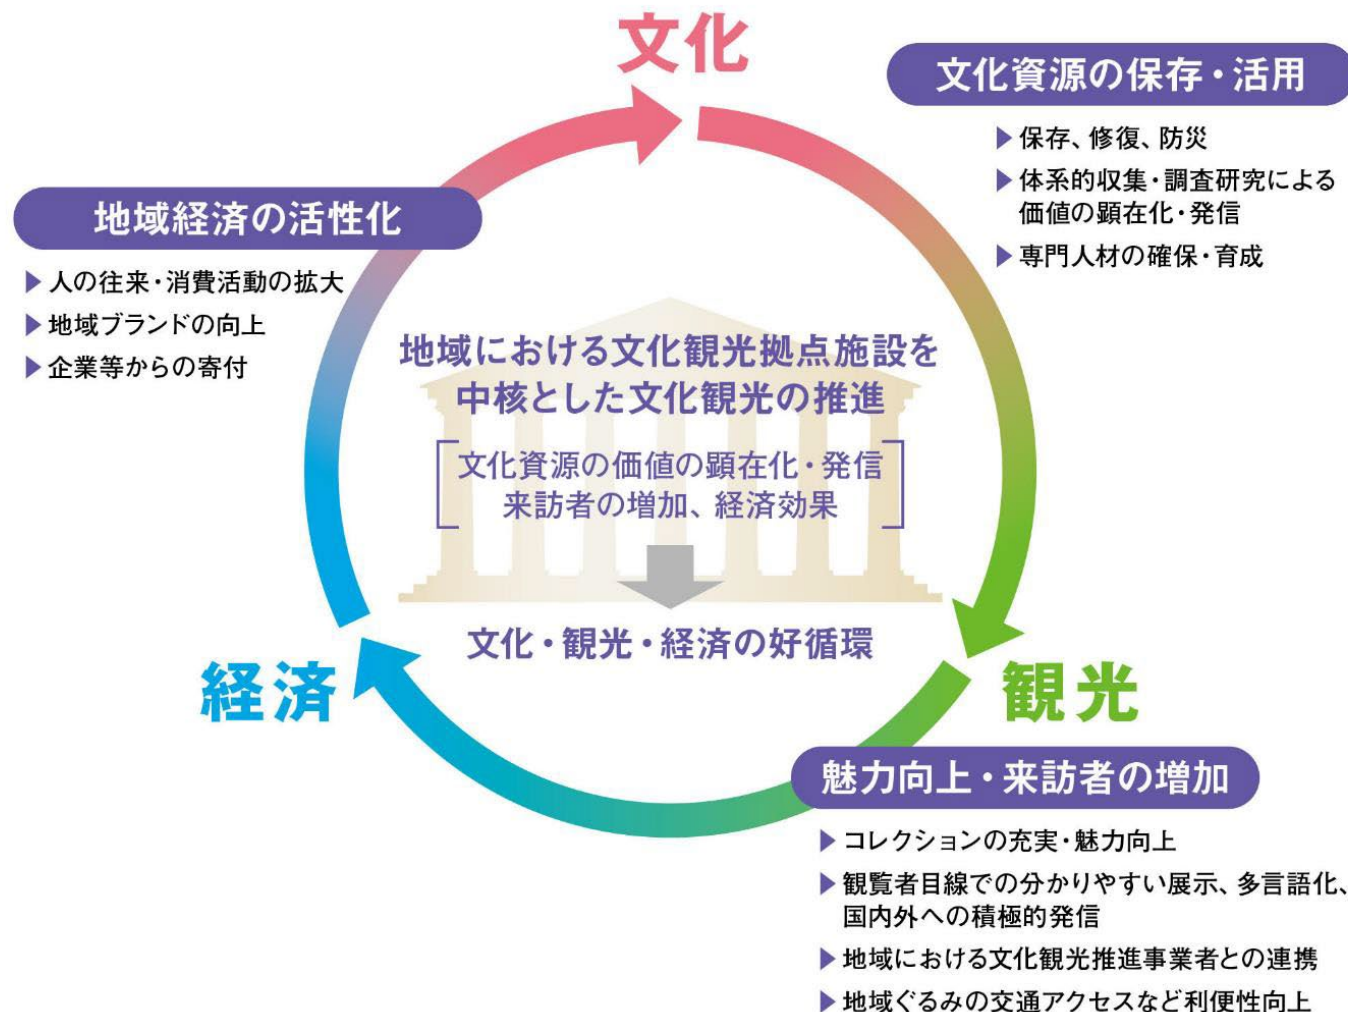 文化
文化資源の保存・活用
▶保存、修復、防災
▶体系的収集・調査研究による
価値の顕在化・発信
▶専門人材の確保・育成
地域経済の活性化
▶人の往来・消費活動の拡大
▶地域ブランドの向上
▶企業等からの寄付
地域における文化観光拠点施設を
中核とした文化観光の推進
文化資源の価値の顕在化・発信
来訪者の増加、経済効果
文化・観光・経済の好循環
経済
観光
魅力向上・来訪者の増加
▶コレクションの充実・魅力向上
▶観覧者目線での分かりやすい展示、多言語化、
国内外への積極的発信
▶地域における文化観光推進事業者との連携
▶地域ぐるみの交通アクセスなど利便性向上